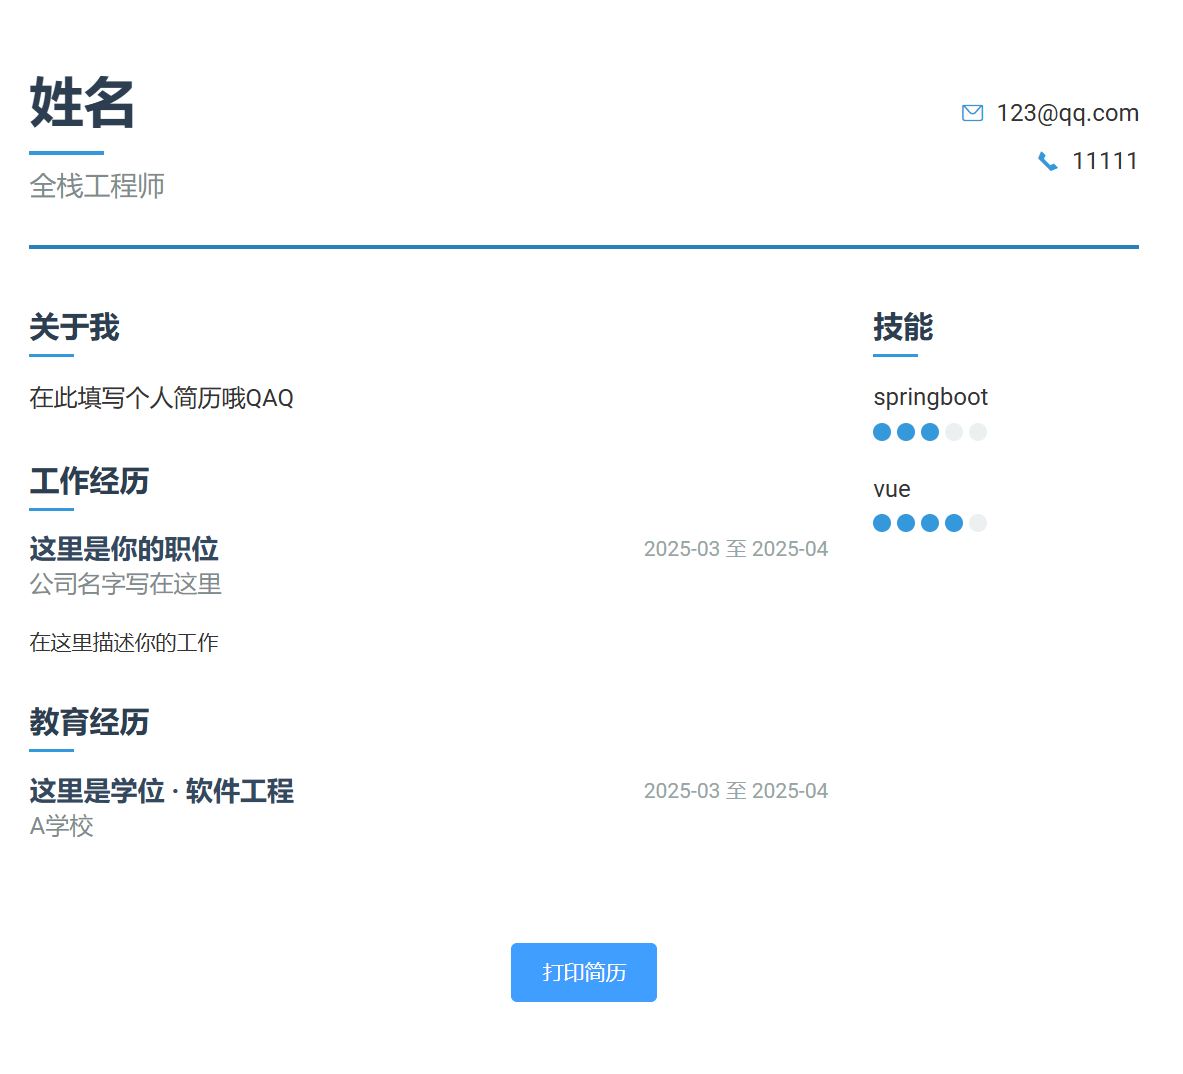 姓名
全栈工程师
123@qq.com
11111
关于我
在此填写个人简历哦QAQ
工作经历
这里是你的职位
2025-03 至 2025-04
公司名字写在这里
在这里描述你的工作
教育经历
这里是学位 · 软件工程
2025-03 至 2025-04
A学校
技能
springboot
vue
打印简历